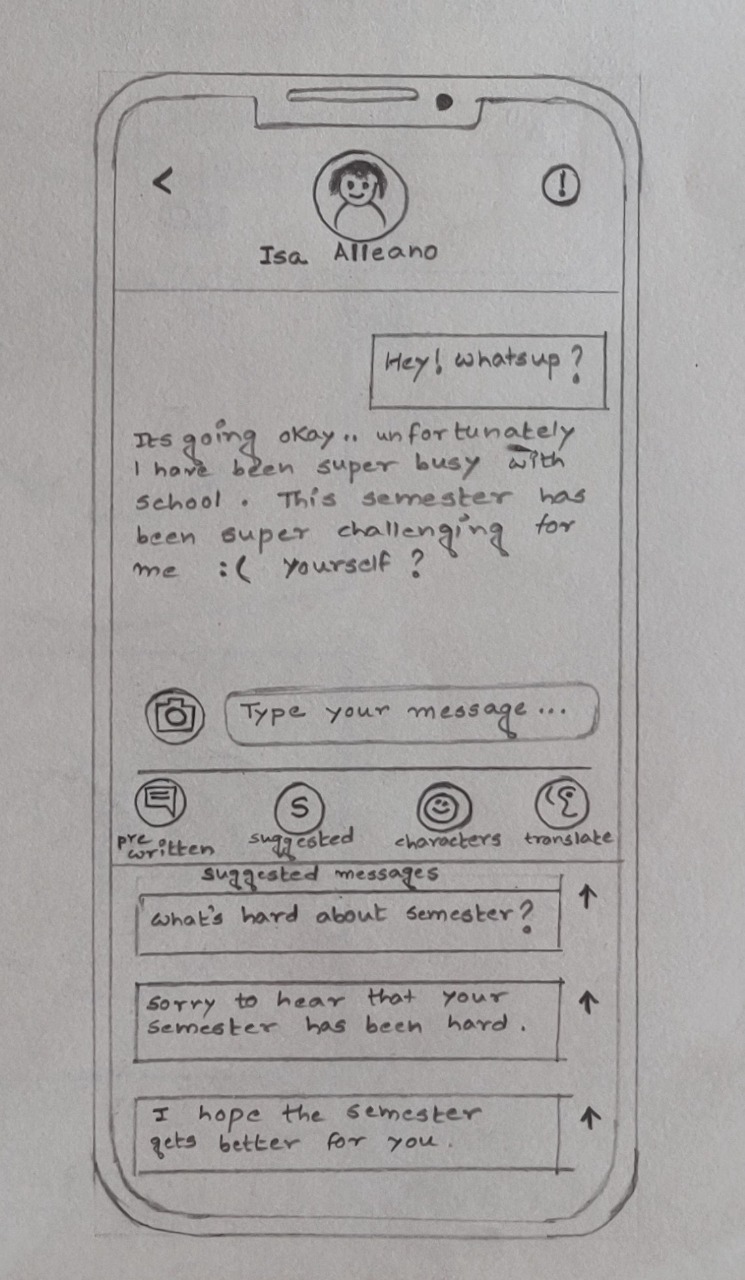 <
!
Isa Alleano
Hey! whatsup?
Its going okay.. unfortunately
I have been super busy with
school. This semester has
been super challenging for
me :( yourself?
Type your message...
S
pre written
suggested
characters
translate
suggested messages
what's hard about semester?
↑
sorry to hear that your
semester has been hard.
↑
I hope the semester
gets better for you.
↑